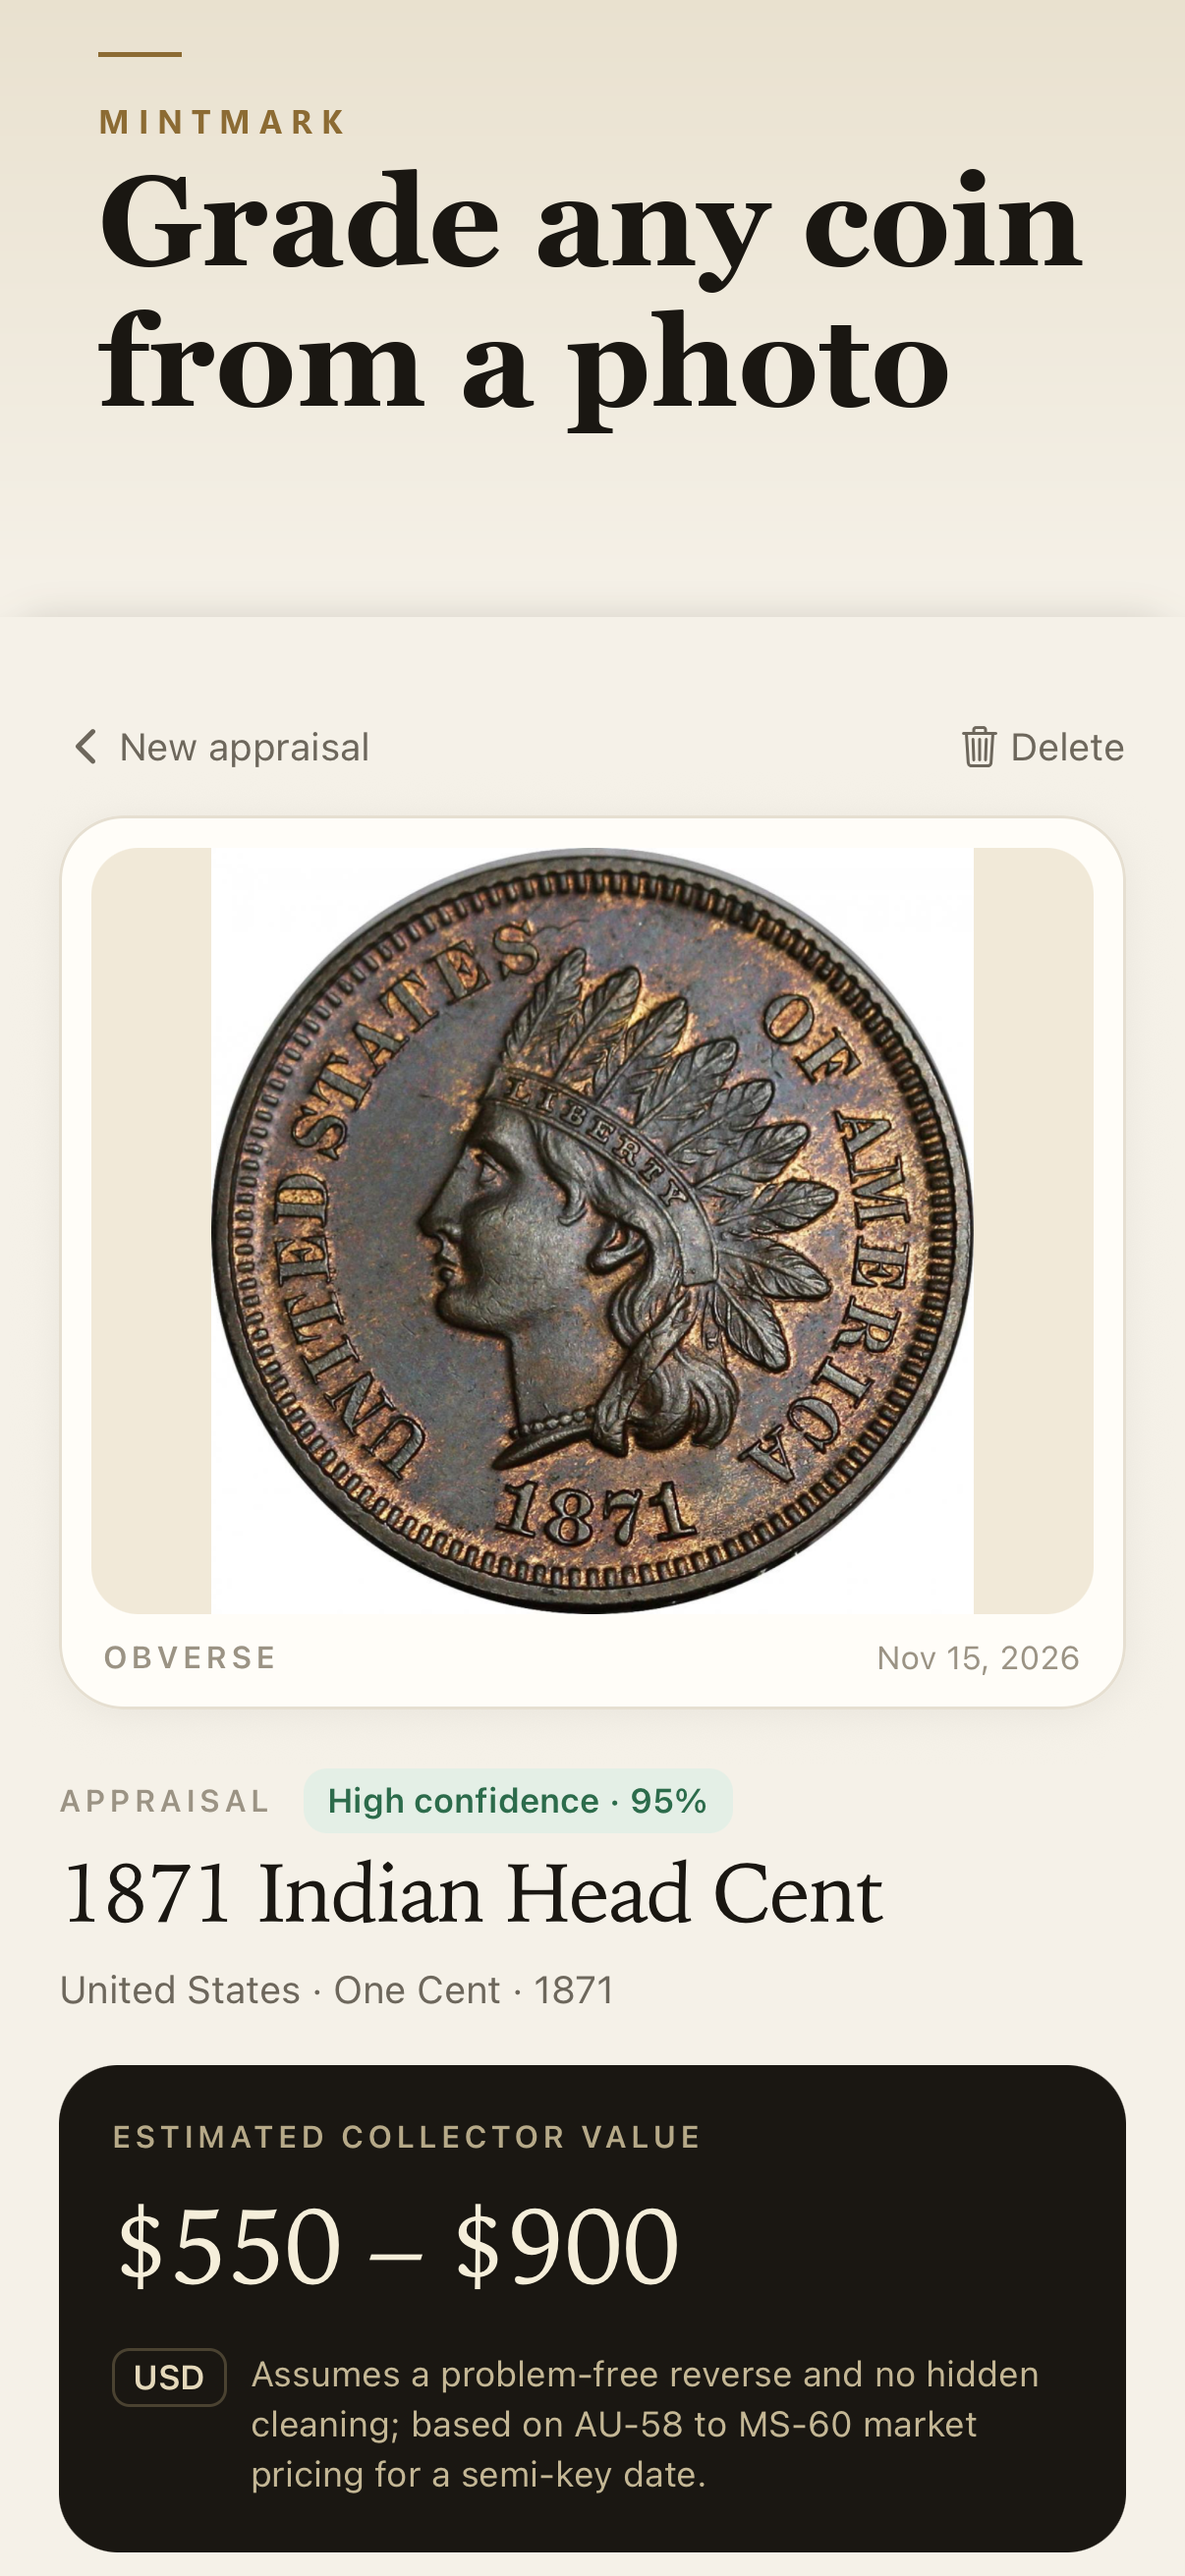 MINTMARK
Grade any coin
from a photo
New appraisal
Delete
UNITED STATES OF AMERICA
LIBERTY
1871
OBVERSE
Nov 15, 2026
APPRAISAL
High confidence · 95%
1871 Indian Head Cent
United States · One Cent · 1871
ESTIMATED COLLECTOR VALUE
$550 – $900
USD
Assumes a problem-free reverse and no hidden
cleaning; based on AU-58 to MS-60 market
pricing for a semi-key date.